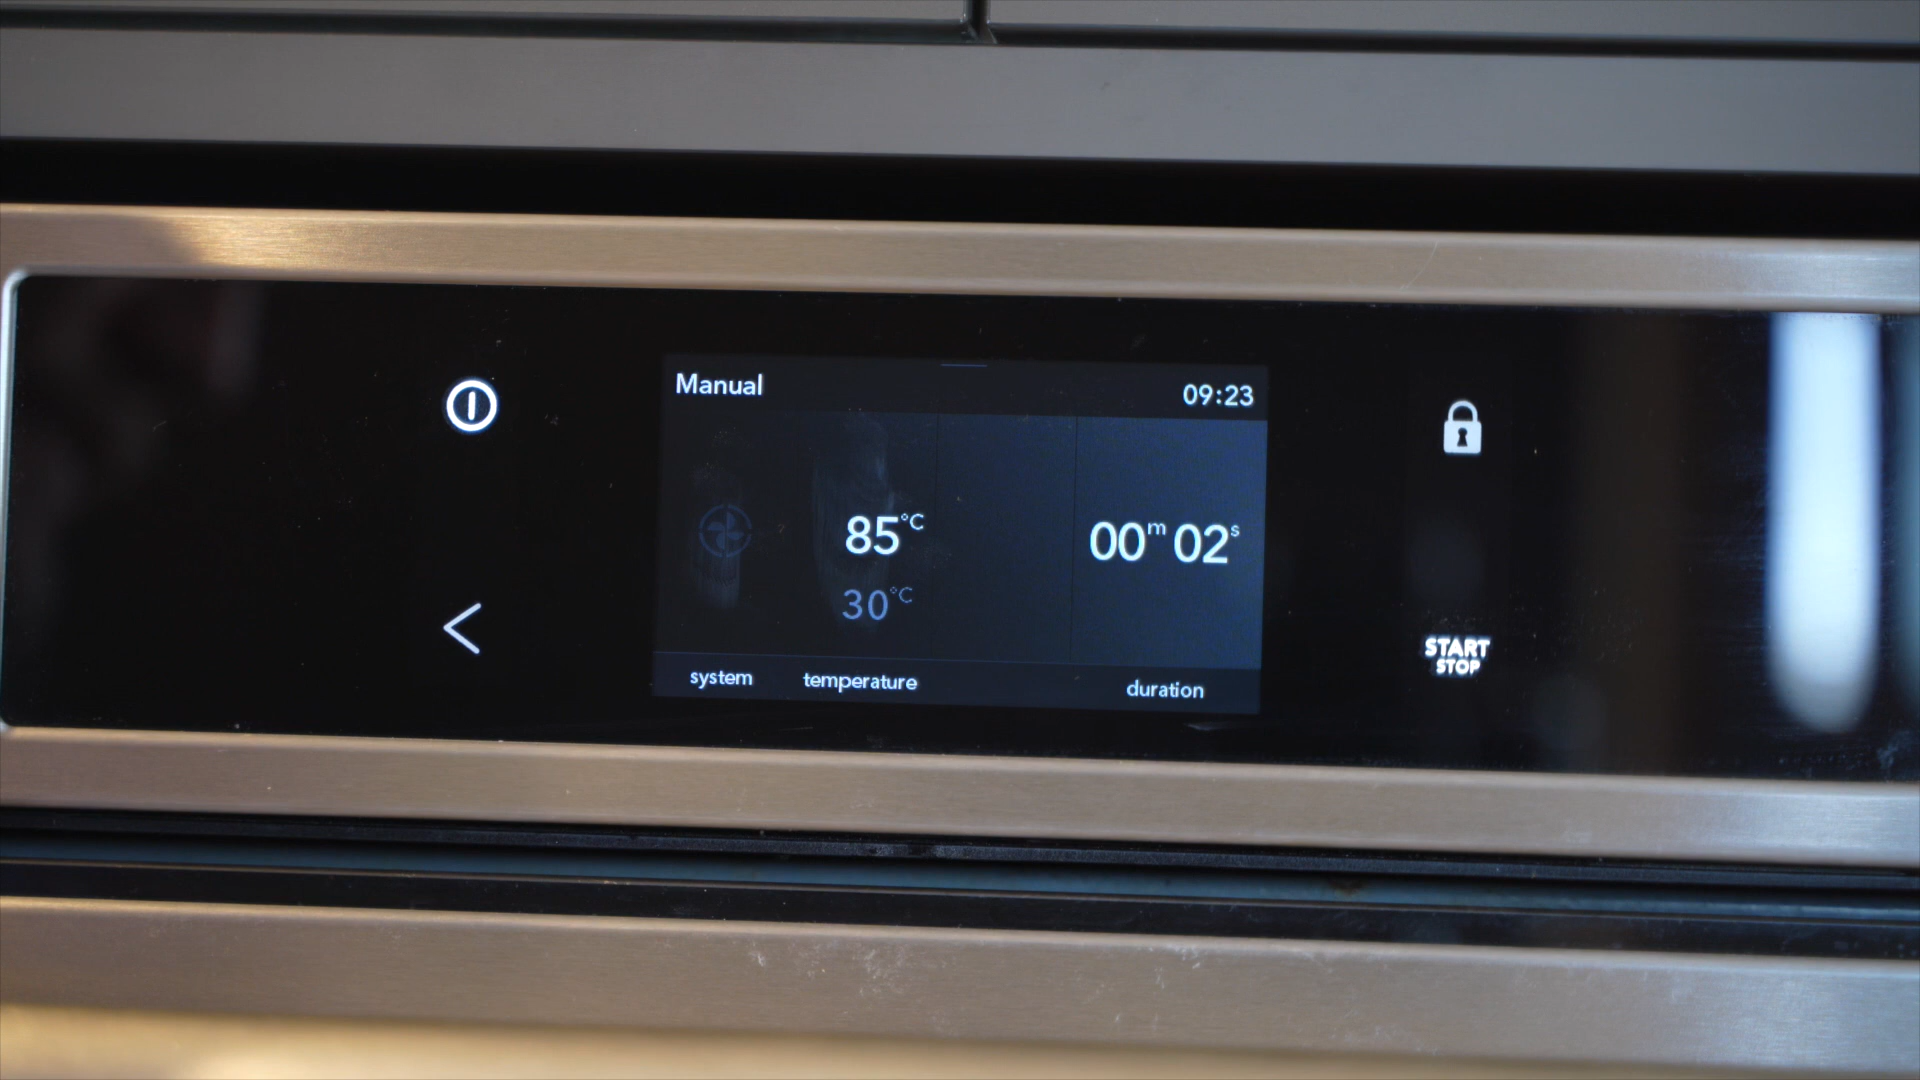 Manual
09:23
85°C
30°C
00m 02s
system
temperature
duration
START
STOP